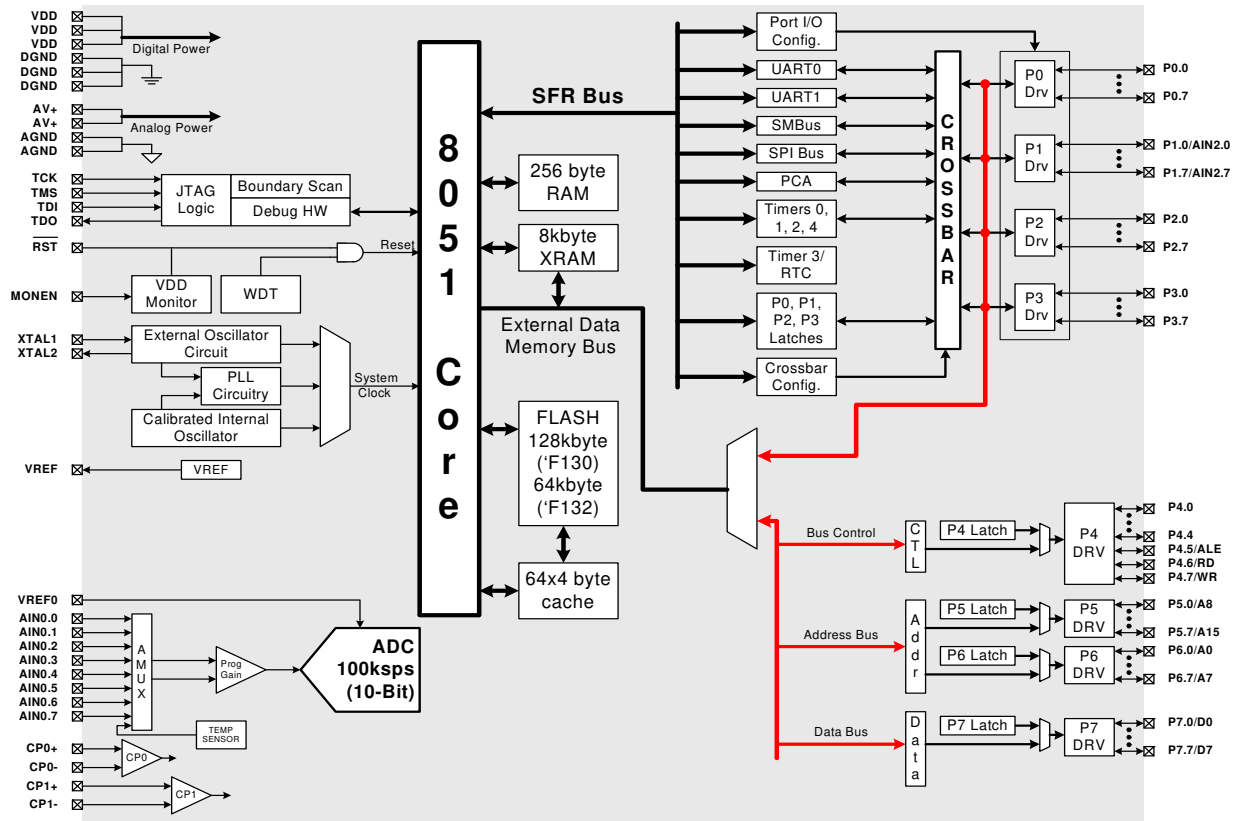 VDD
VDD
VDD
DGND
DGND
DGND
Digital Power
AV+
AV+
AGND
AGND
Analog Power
TCK
TMS
TDI
TDO
JTAG
Logic
Boundary Scan
Debug HW
RST
Reset
MONEN
VDD
Monitor
WDT
XTAL1
XTAL2
External Oscillator
Circuit
PLL
Circuitry
Calibrated Internal
Oscillator
System
Clock
VREF
VREF
VREF0
AIN0.0
AIN0.1
AIN0.2
AIN0.3
AIN0.4
AIN0.5
AIN0.6
AIN0.7
AMUX
Prog
Gain
ADC
100ksps
(10-Bit)
TEMP
SENSOR
CP0+
CP0-
CP0
CP1+
CP1-
CP1
8051 Core
SFR Bus
256 byte
RAM
8kbyte
XRAM
External Data
Memory Bus
FLASH
128kbyte
(‘F130)
64kbyte
(‘F132)
64x4 byte
cache
Port I/O
Config.
UART0
UART1
SMBus
SPI Bus
PCA
Timers 0,
1, 2, 4
Timer 3/
RTC
P0, P1,
P2, P3
Latches
Crossbar
Config.
CROSSBAR
P0
Drv
P1
Drv
P2
Drv
P3
Drv
P0.0
P0.7
P1.0/AIN2.0
P1.7/AIN2.7
P2.0
P2.7
P3.0
P3.7
Bus Control
CTL
P4 Latch
P4
DRV
P4.0
P4.4
P4.5/ALE
P4.6/RD
P4.7/WR
Address Bus
Addr
P5 Latch
P5
DRV
P5.0/A8
P5.7/A15
P6 Latch
P6
DRV
P6.0/A0
P6.7/A7
Data Bus
Data
P7 Latch
P7
DRV
P7.0/D0
P7.7/D7